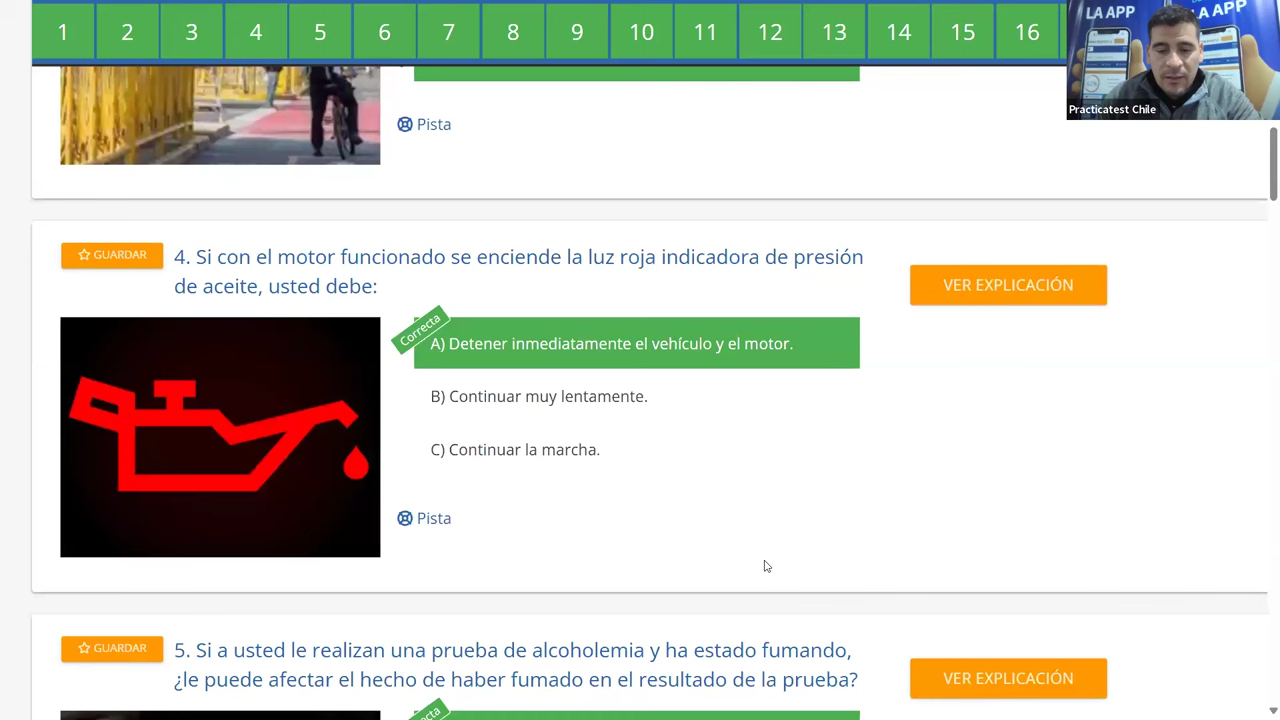 1 2 3 4 5 6 7 8 9 10 11 12 13 14 15 16
LA APP
LA APP
Practicatest Chile
Pista
GUARDAR
4. Si con el motor funcionado se enciende la luz roja indicadora de presión
de aceite, usted debe:
VER EXPLICACIÓN
Correcta
A) Detener inmediatamente el vehículo y el motor.
B) Continuar muy lentamente.
C) Continuar la marcha.
Pista
GUARDAR
5. Si a usted le realizan una prueba de alcoholemia y ha estado fumando,
¿le puede afectar el hecho de haber fumado en el resultado de la prueba?
VER EXPLICACIÓN